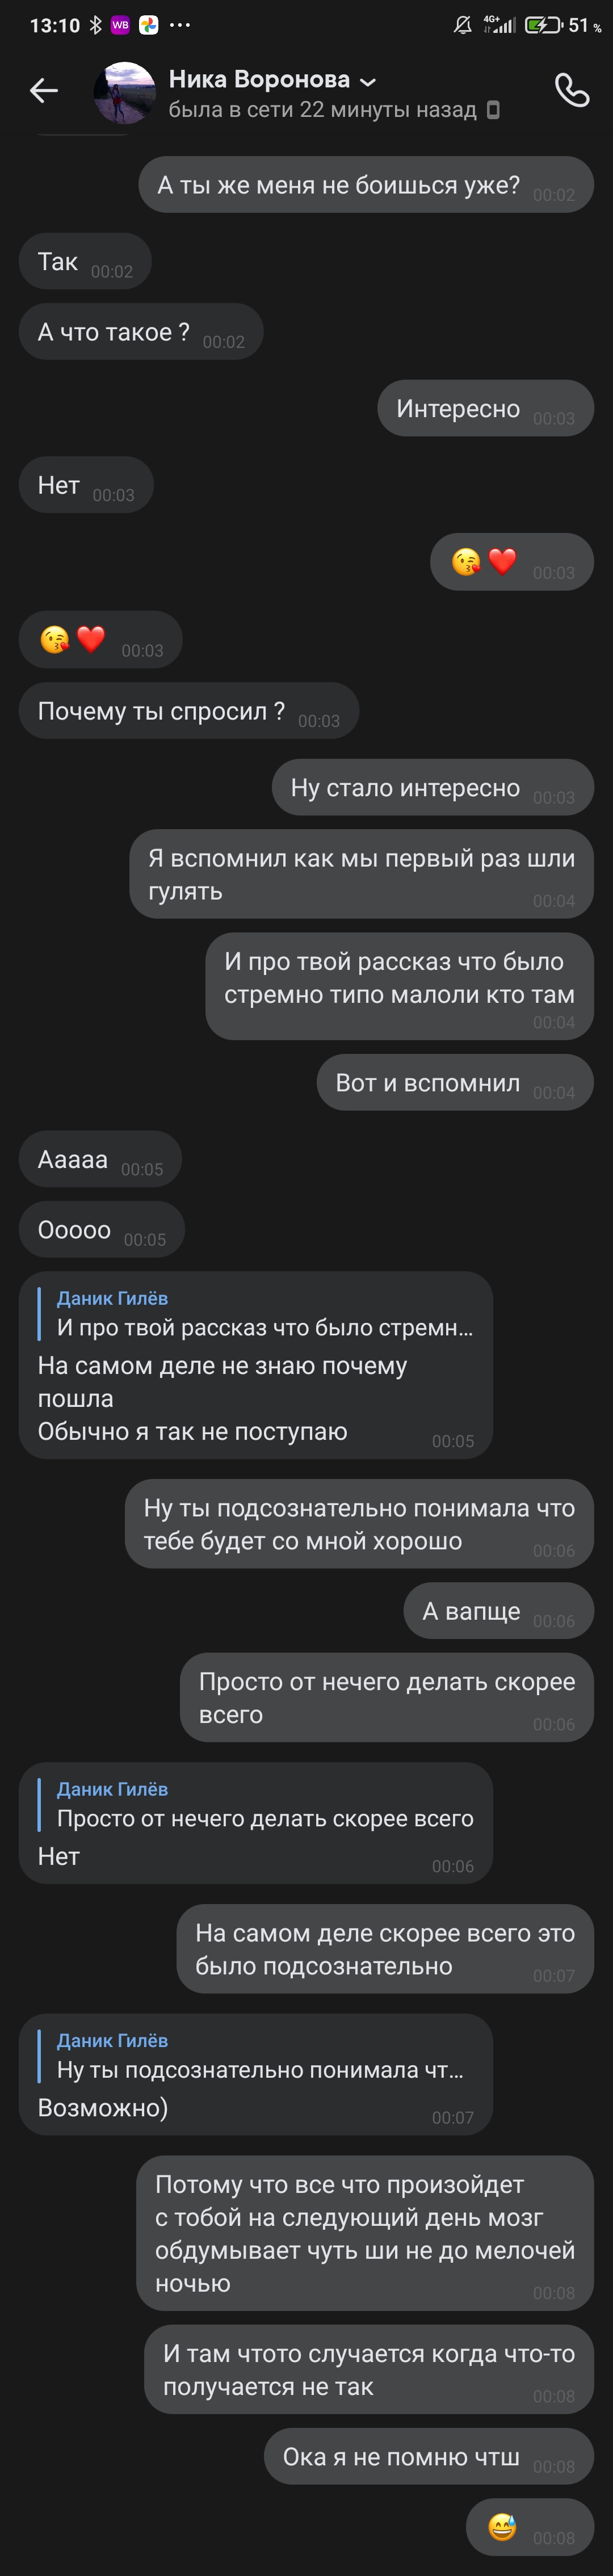 13:10 WB 4G+ 51 %
Ника Воронова
была в сети 22 минуты назад
А ты же меня не боишься уже? 00:02
Так 00:02
А что такое ? 00:02
Интересно 00:03
Нет 00:03
😘❤️ 00:03
😘❤️ 00:03
Почему ты спросил ? 00:03
Ну стало интересно 00:03
Я вспомнил как мы первый раз шли
гулять 00:04
И про твой рассказ что было
стремно типо малоли кто там
00:04
Вот и вспомнил 00:04
Ааааа 00:05
Ооооо 00:05
Даник Гилёв
И про твой рассказ что было стремн...
На самом деле не знаю почему
пошла
Обычно я так не поступаю 00:05
Ну ты подсознательно понимала что
тебе будет со мной хорошо 00:06
А вапще 00:06
Просто от нечего делать скорее
всего 00:06
Даник Гилёв
Просто от нечего делать скорее всего
Нет 00:06
На самом деле скорее всего это
было подсознательно 00:07
Даник Гилёв
Ну ты подсознательно понимала чт...
Возможно) 00:07
Потому что все что произойдет
с тобой на следующий день мозг
обдумывает чуть ши не до мелочей
ночью 00:08
И там чтото случается когда что-то
получается не так 00:08
Ока я не помню чтш 00:08
😅 00:08